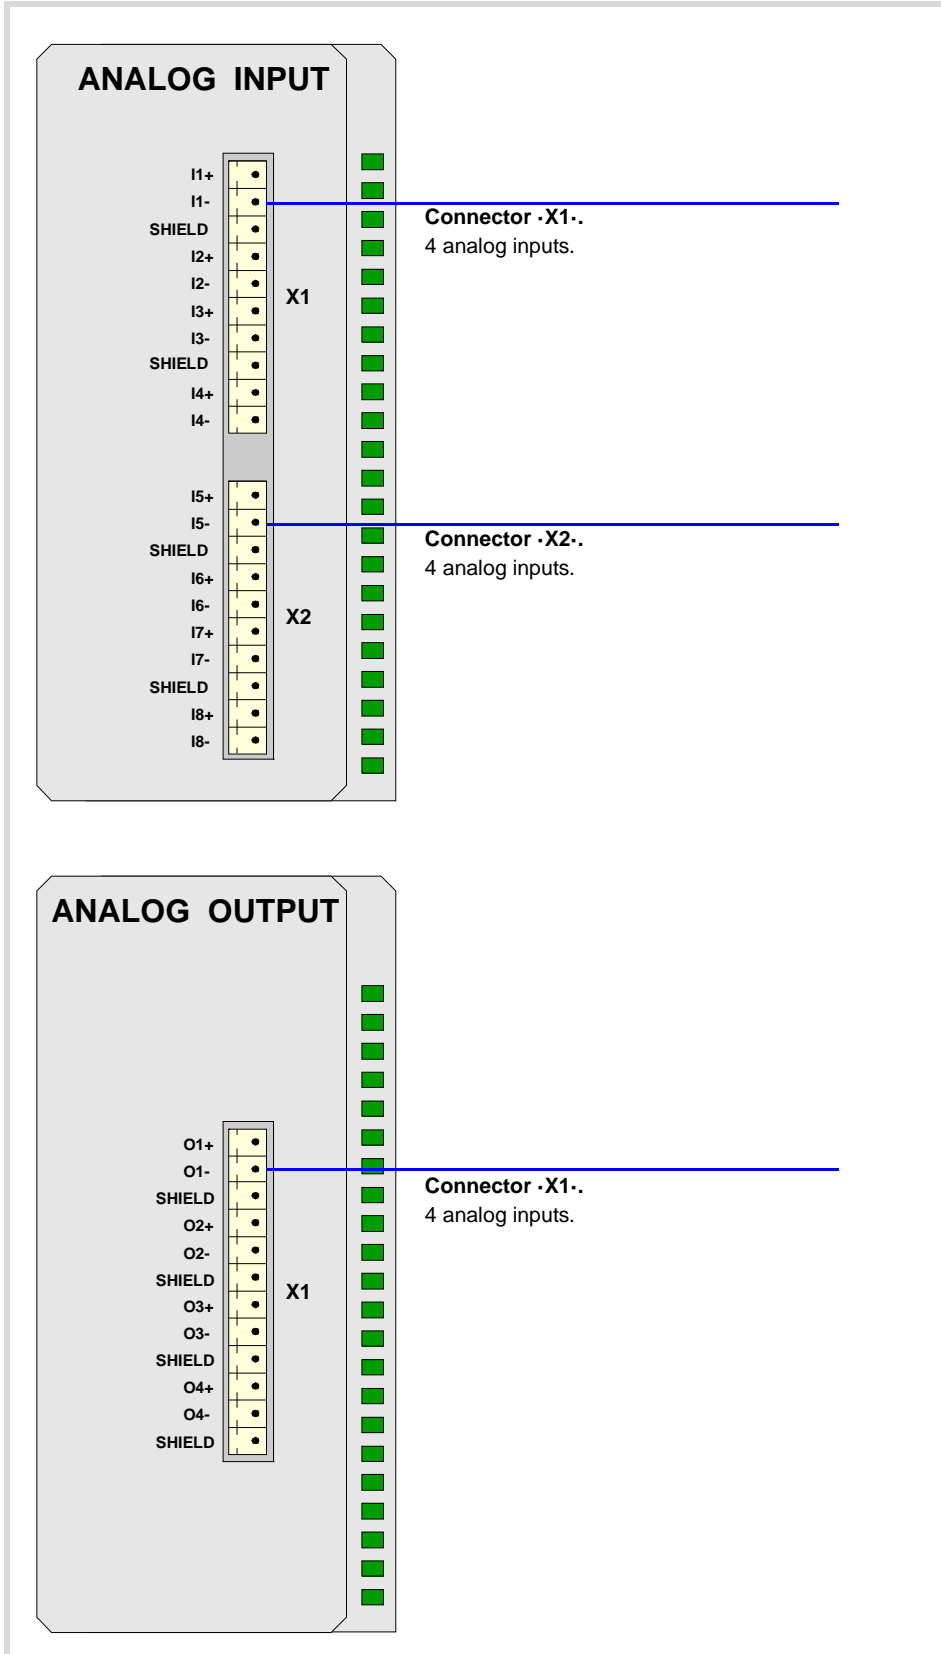 ANALOG INPUT
I1+
I1-
SHIELD
I2+
I2-
I3+
I3-
SHIELD
I4+
I4-
X1
Connector ·X1·.
4 analog inputs.
I5+
I5-
SHIELD
I6+
I6-
I7+
I7-
SHIELD
I8+
I8-
X2
Connector ·X2·.
4 analog inputs.
ANALOG OUTPUT
O1+
O1-
SHIELD
O2+
O2-
SHIELD
O3+
O3-
SHIELD
O4+
O4-
SHIELD
X1
Connector ·X1·.
4 analog inputs.